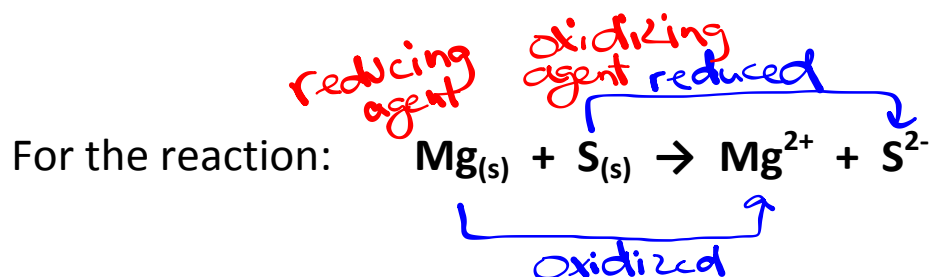 reducing
agent
oxidizing
agent
reduced
For the reaction: Mg(s) + S(s) → Mg²⁺ + S²⁻
oxidized